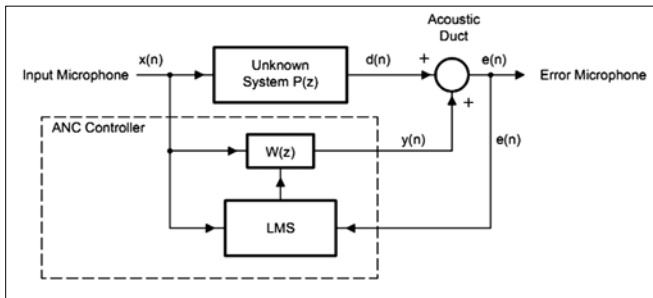 Acoustic
Duct
x(n)
Input Microphone
Unknown
System P(z)
d(n)
+
e(n)
Error Microphone
+
ANC Controller
W(z)
y(n)
e(n)
LMS